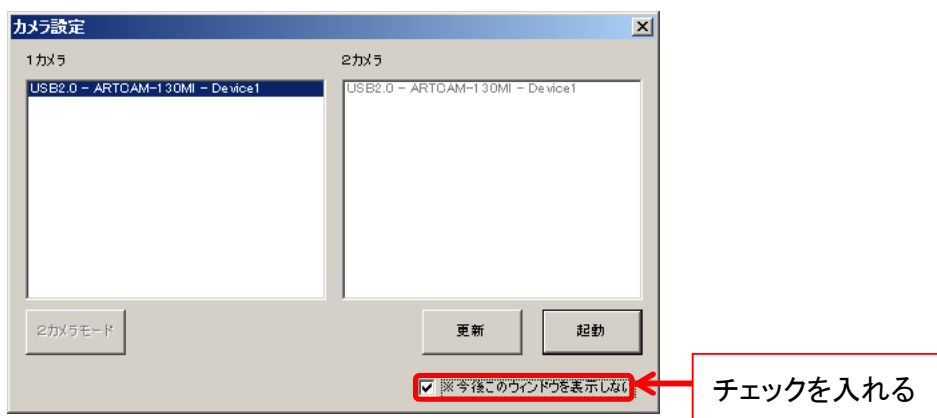 カメラ設定
1カメラ
2カメラ
USB2.0 - ARTCAM-130MI - Device1
USB2.0 - ARTCAM-130MI - Device1
2カメラモード
更新
起動
※今後このウィンドウを表示しない
チェックを入れる